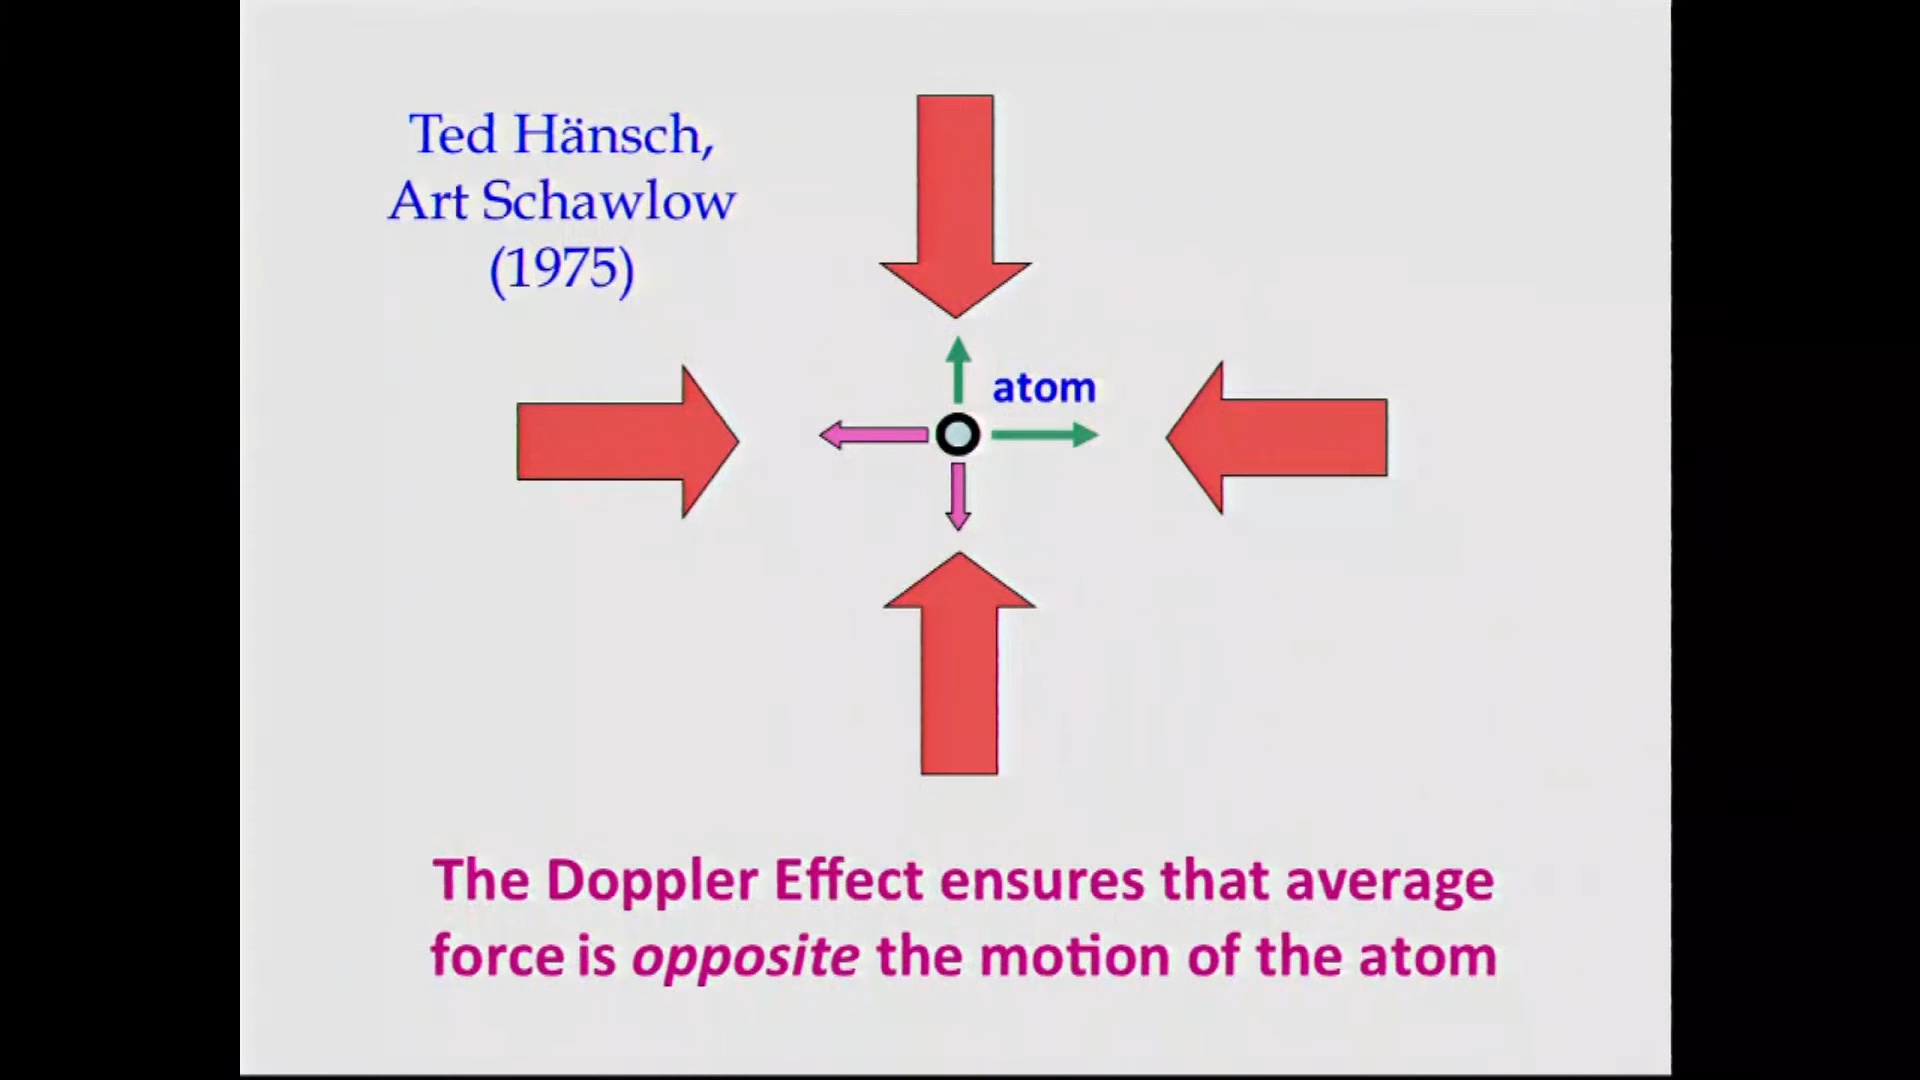 Ted Hänsch,
Art Schawlow
(1975)
atom
The Doppler Effect ensures that average
force is opposite the motion of the atom